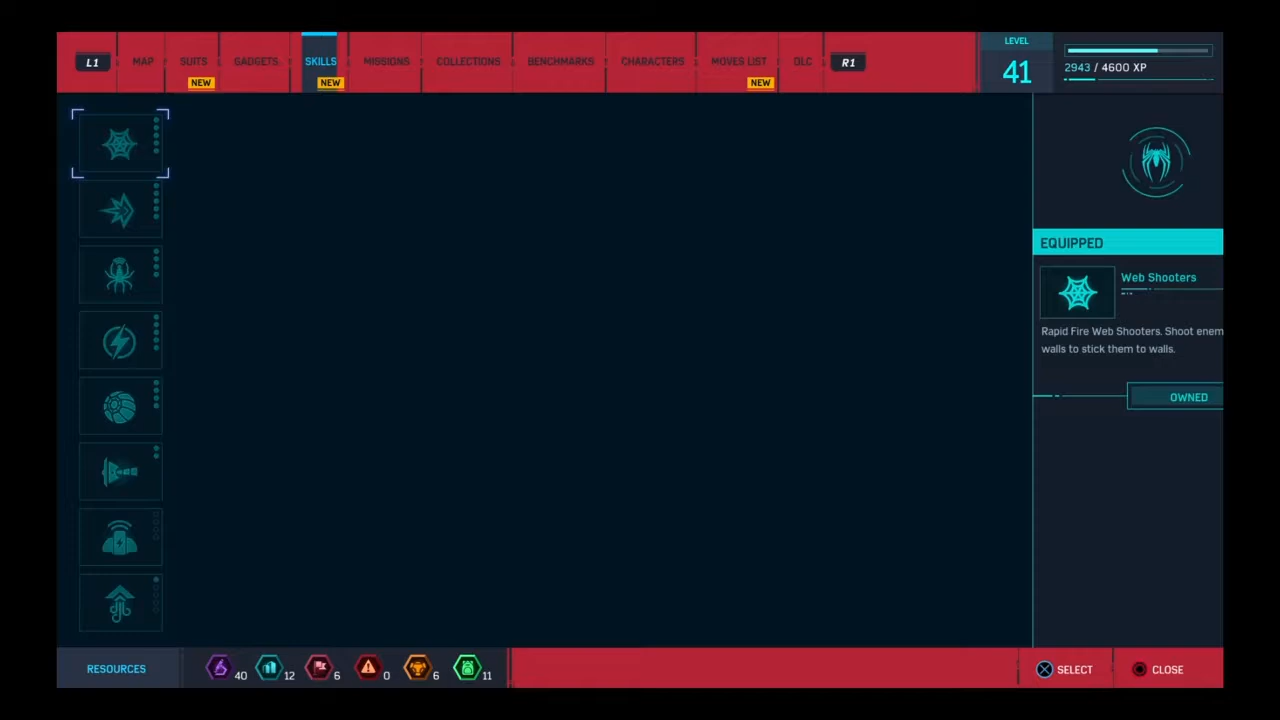 L1 MAP SUITS GADGETS SKILLS MISSIONS COLLECTIONS BENCHMARKS CHARACTERS MOVES LIST DLC R1
NEW NEW NEW
LEVEL
41
2943 / 4600 XP
EQUIPPED
Web Shooters
Rapid Fire Web Shooters. Shoot enem
walls to stick them to walls.
OWNED
RESOURCES 40 12 6 0 6 11 SELECT CLOSE